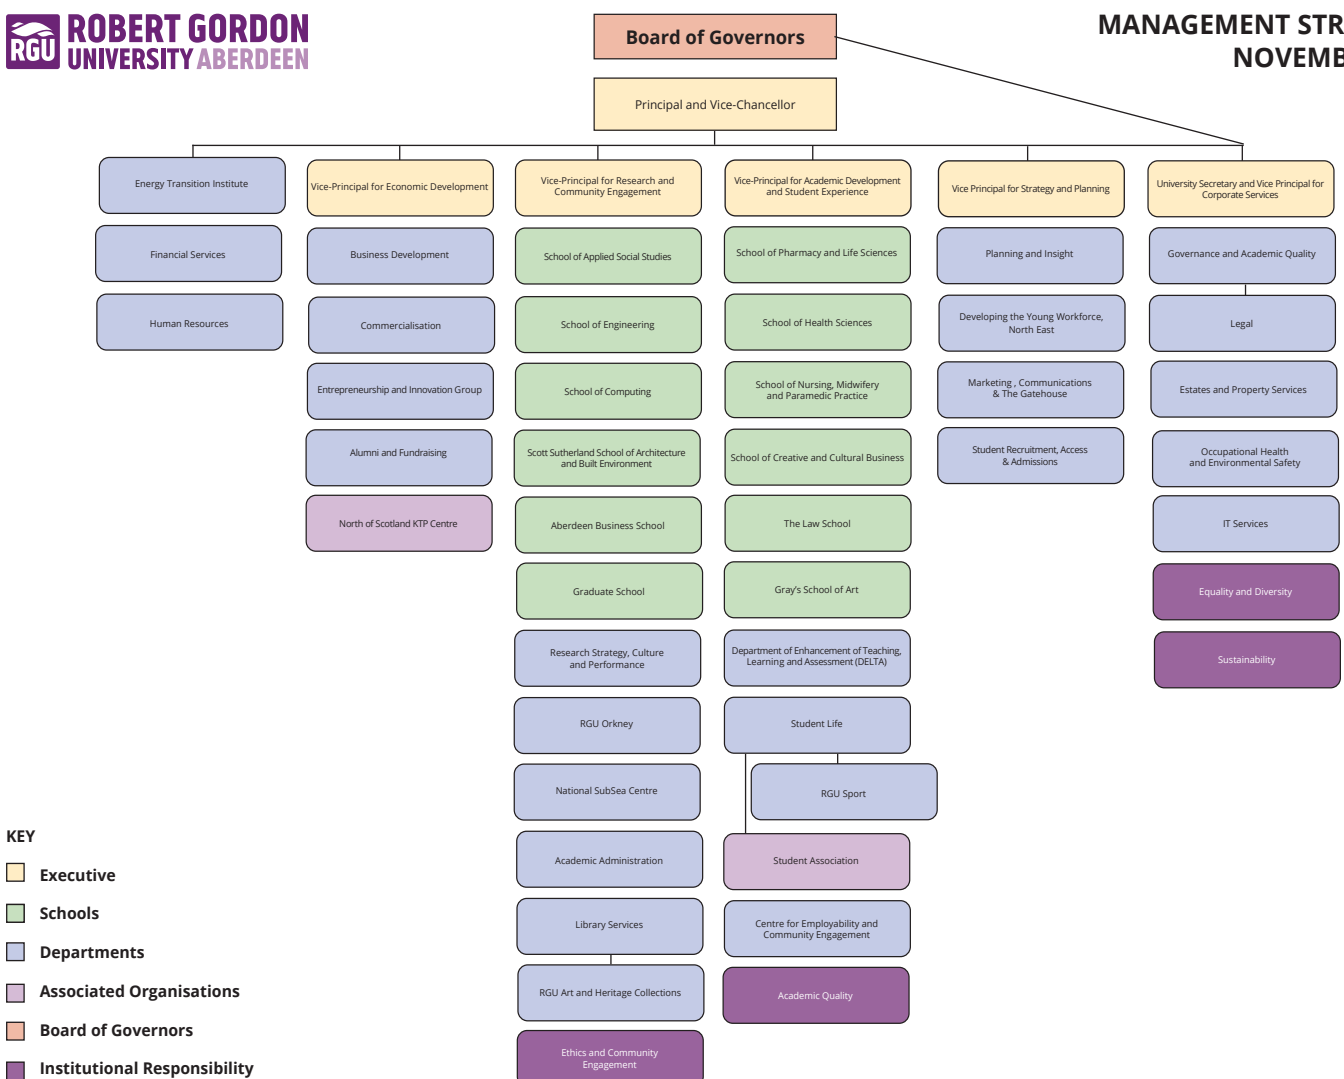 RGU
ROBERT GORDON
UNIVERSITY ABERDEEN
Board of Governors
MANAGEMENT STR
NOVEMB
Principal and Vice-Chancellor
Energy Transition Institute
Financial Services
Human Resources
Vice-Principal for Economic Development
Business Development
Commercialisation
Entrepreneurship and Innovation Group
Alumni and Fundraising
North of Scotland KTP Centre
Vice-Principal for Research and
Community Engagement
School of Applied Social Studies
School of Engineering
School of Computing
Scott Sutherland School of Architecture
and Built Environment
Aberdeen Business School
Graduate School
Research Strategy, Culture
and Performance
RGU Orkney
National SubSea Centre
Academic Administration
Library Services
RGU Art and Heritage Collections
Ethics and Community
Engagement
Vice-Principal for Academic Development
and Student Experience
School of Pharmacy and Life Sciences
School of Health Sciences
School of Nursing, Midwifery
and Paramedic Practice
School of Creative and Cultural Business
The Law School
Gray's School of Art
Department of Enhancement of Teaching,
Learning and Assessment (DELTA)
Student Life
RGU Sport
Student Association
Centre for Employability and
Community Engagement
Academic Quality
Vice Principal for Strategy and Planning
Planning and Insight
Developing the Young Workforce,
North East
Marketing , Communications
& The Gatehouse
Student Recruitment, Access
& Admissions
University Secretary and Vice Principal for
Corporate Services
Governance and Academic Quality
Legal
Estates and Property Services
Occupational Health
and Environmental Safety
IT Services
Equality and Diversity
Sustainability
KEY
Executive
Schools
Departments
Associated Organisations
Board of Governors
Institutional Responsibility